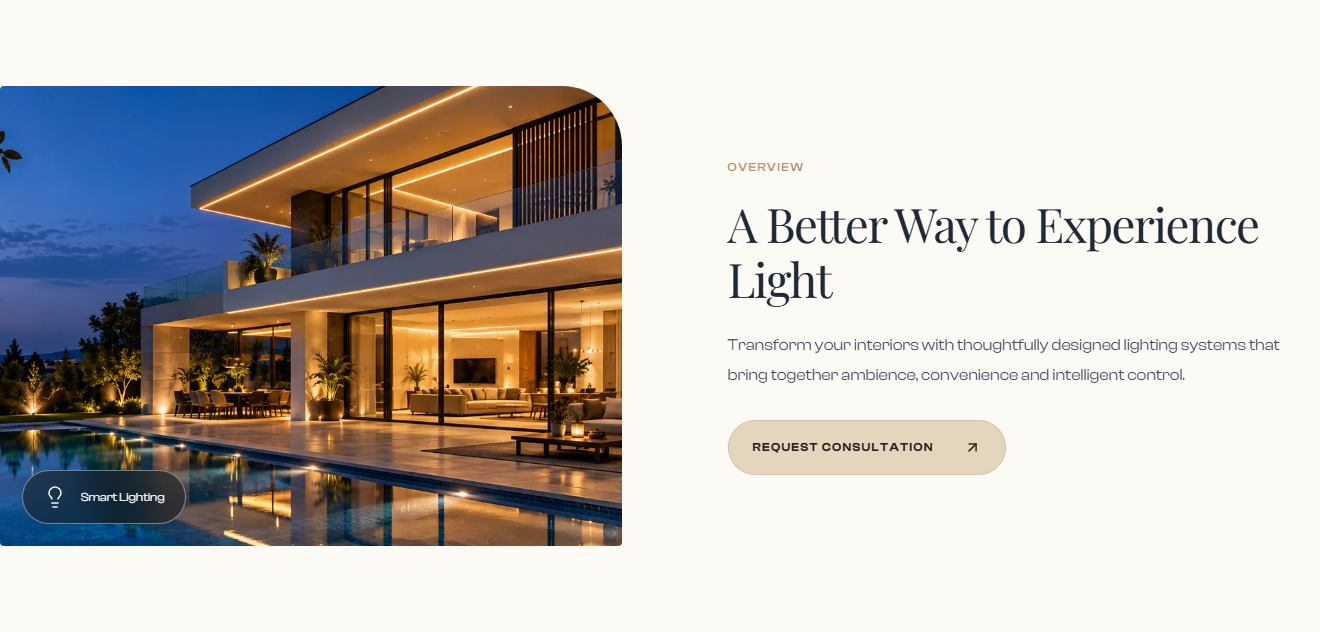 OVERVIEW
A Better Way to Experience
Light
Transform your interiors with thoughtfully designed lighting systems that
bring together ambience, convenience and intelligent control.
REQUEST CONSULTATION
Smart Lighting